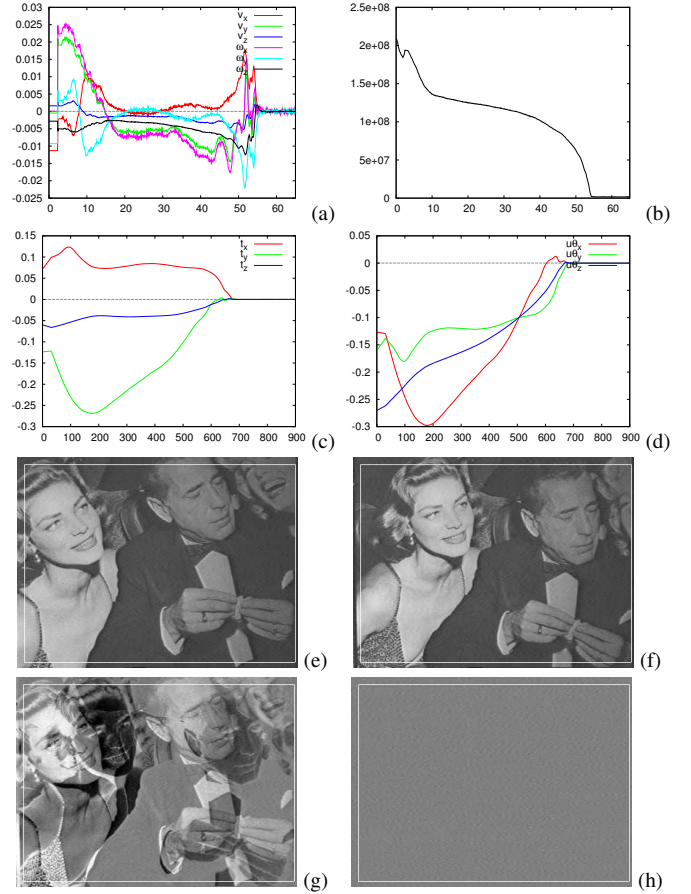 0.03
0.025
0.02
0.015
0.01
0.005
0
-0.005
-0.01
-0.015
-0.02
-0.025
v_x
v_y
v_z
ω_x
ω_y
ω_z
0 10 20 30 40 50 60
(a)
2.5e+08
2e+08
1.5e+08
1e+08
5e+07
0
0 10 20 30 40 50 60
(b)
0.15
0.1
0.05
0
-0.05
-0.1
-0.15
-0.2
-0.25
-0.3
t_x
t_y
t_z
0 100 200 300 400 500 600 700 800 900
(c)
0.05
0
-0.05
-0.1
-0.15
-0.2
-0.25
-0.3
uθ_x
uθ_y
uθ_z
0 100 200 300 400 500 600 700 800 900
(d)
(e)
(f)
(g)
(h)